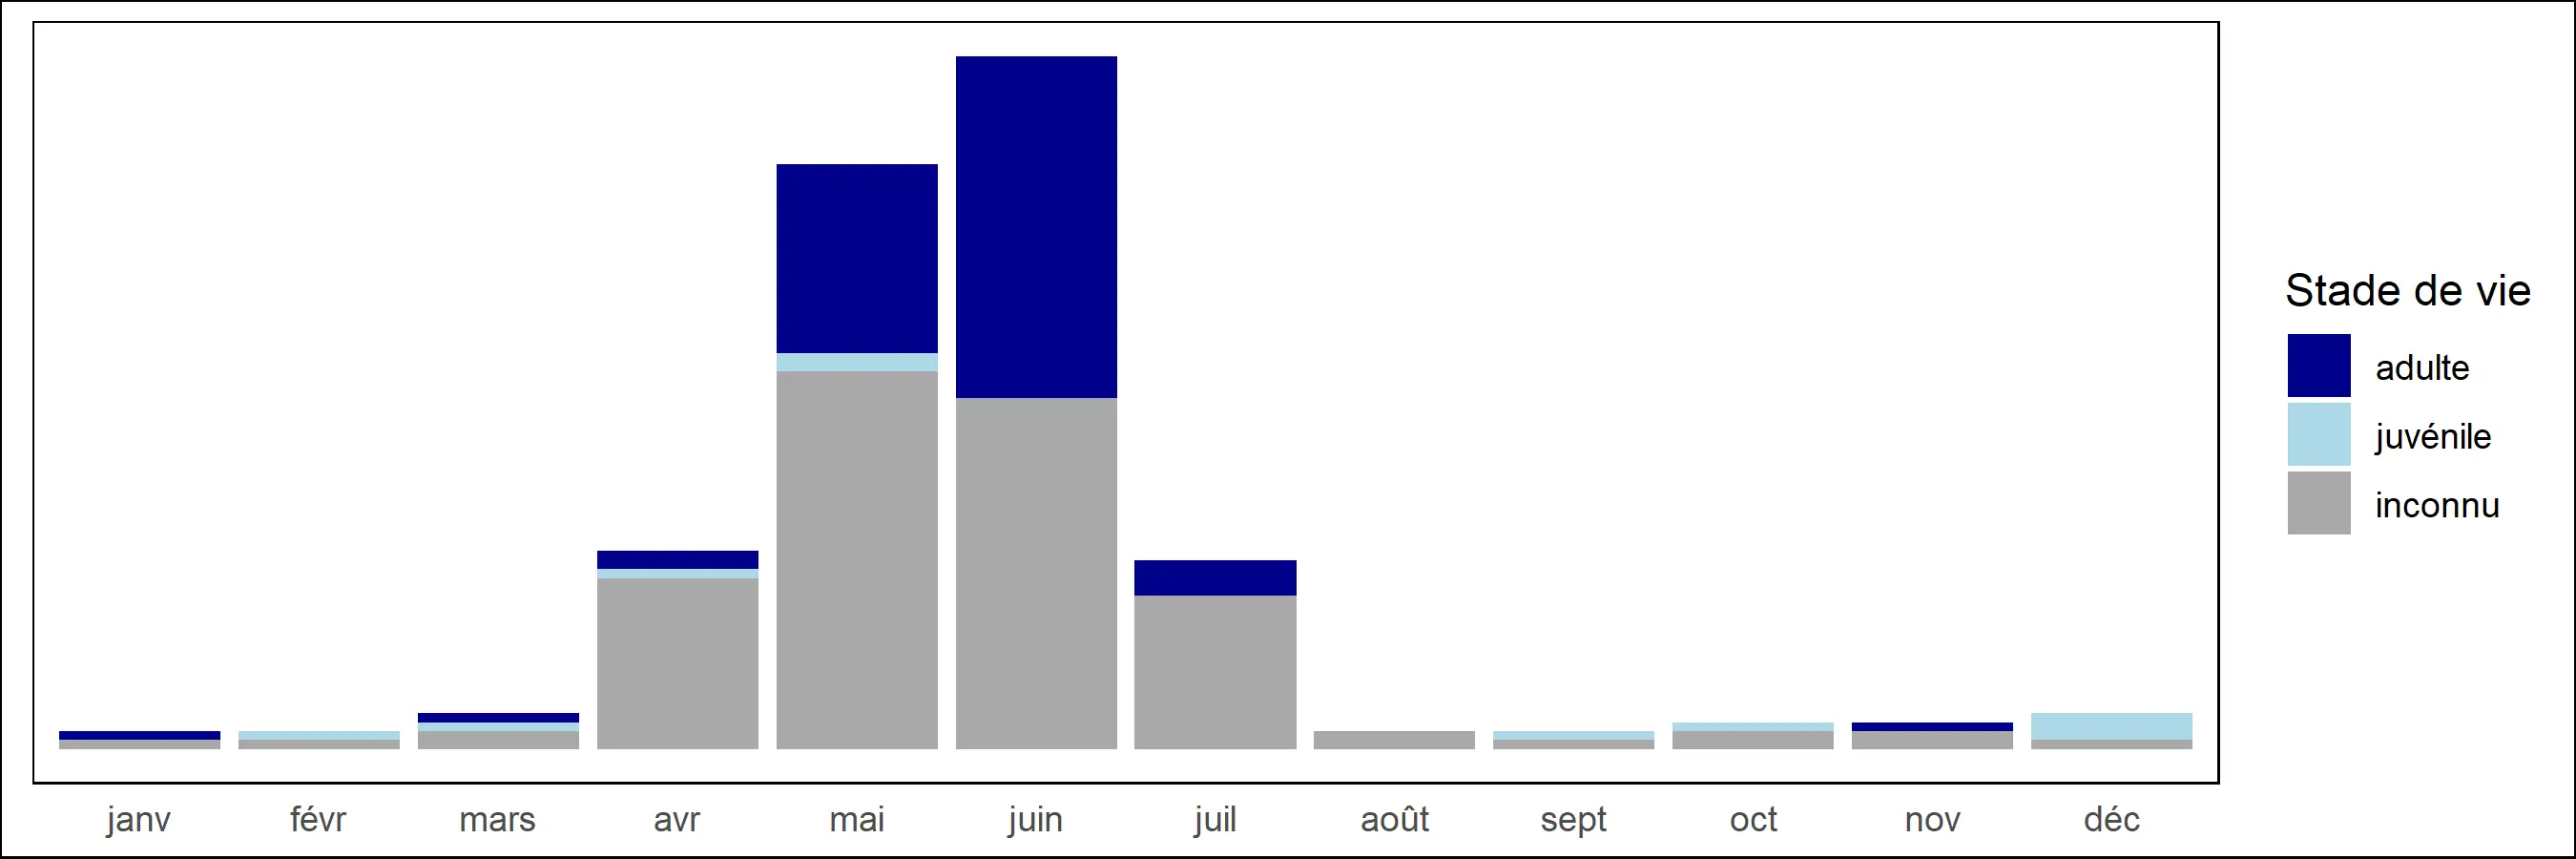 Stade de vie
adulte
juvénile
inconnu
janv févr mars avr mai juin juil août sept oct nov déc